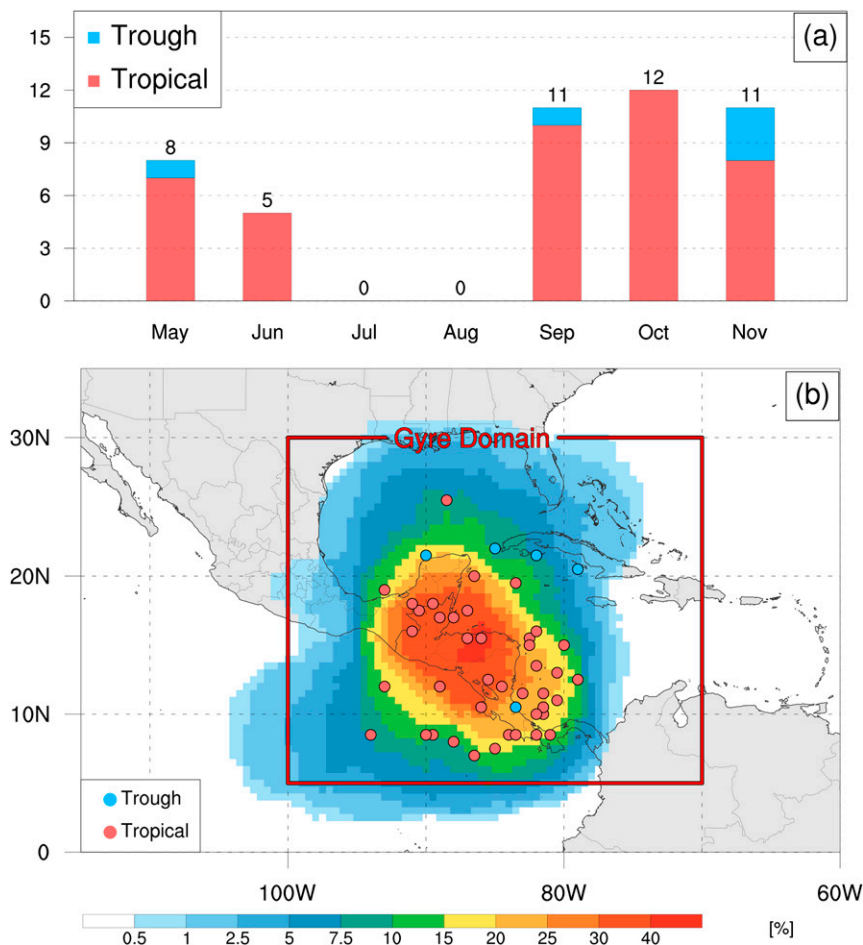 15
Trough
(a)
Tropical
12
12
11
11
9
8
6
5
3
0
0
0
May Jun Jul Aug Sep Oct Nov
(b)
30N
Gyre Domain
20N
10N
Trough
Tropical
0
100W 80W 60W
0.5 1 2.5 5 7.5 10 15 20 25 30 40 [%]